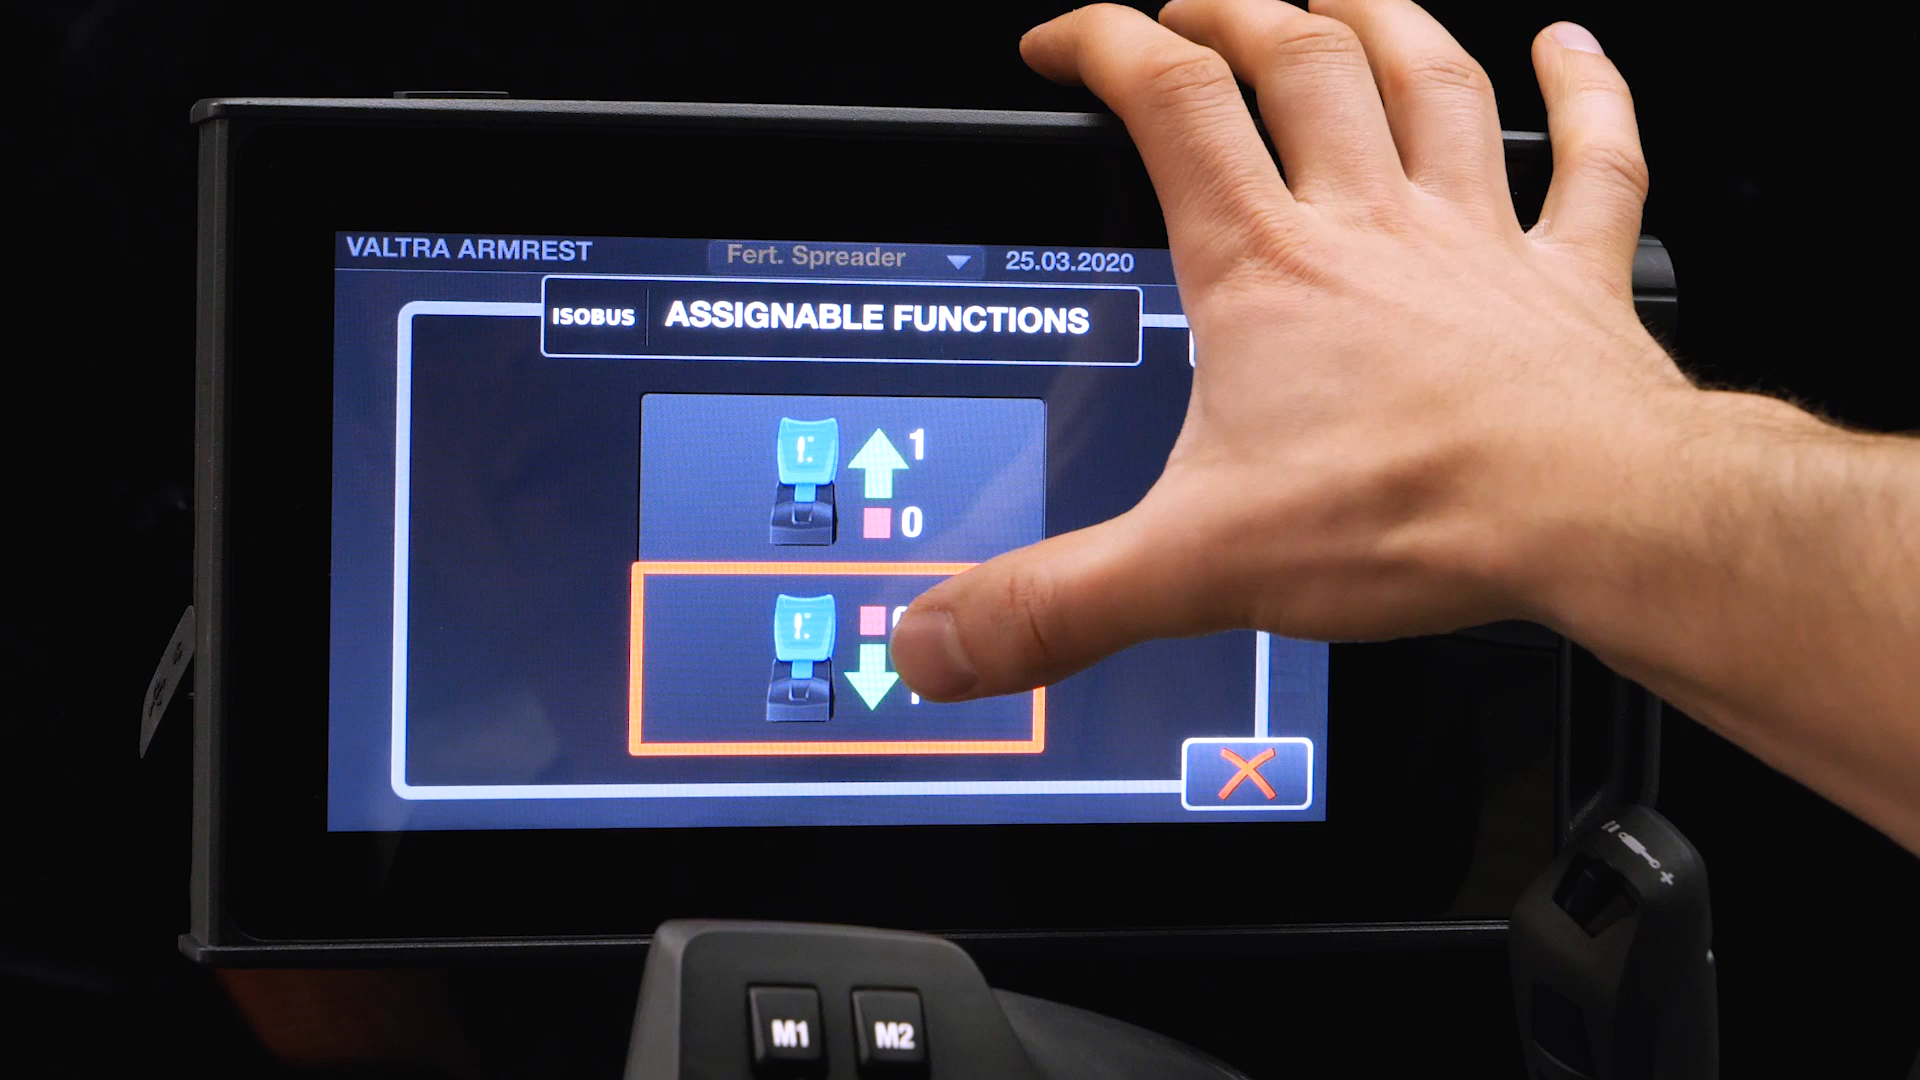 VALTRA ARMREST
Fert. Spreader
25.03.2020
ISOBUS
ASSIGNABLE FUNCTIONS
1
0
M1
M2